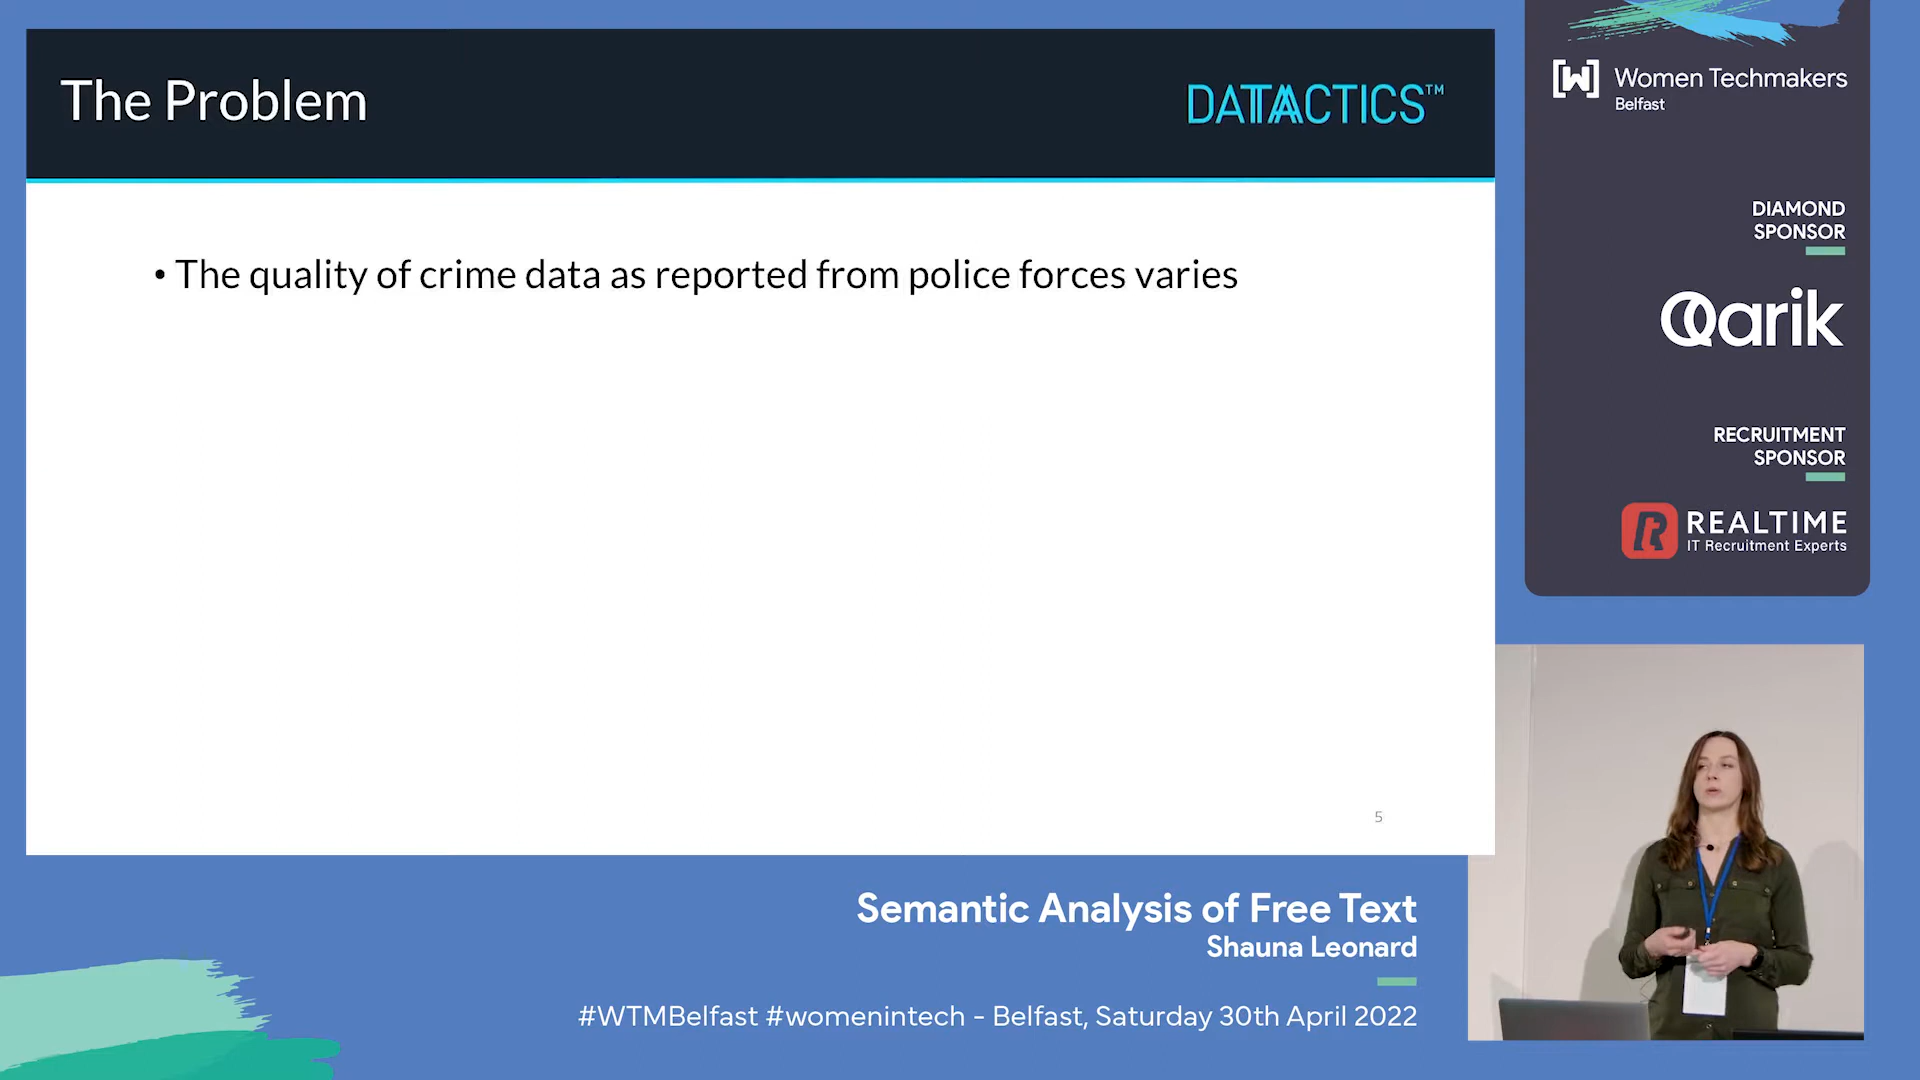 The Problem
DATACTICS™
• The quality of crime data as reported from police forces varies
5
Women Techmakers
Belfast
DIAMOND
SPONSOR
Qarik
RECRUITMENT
SPONSOR
REALTIME
IT Recruitment Experts
Semantic Analysis of Free Text
Shauna Leonard
#WTMBelfast #womenintech - Belfast, Saturday 30th April 2022